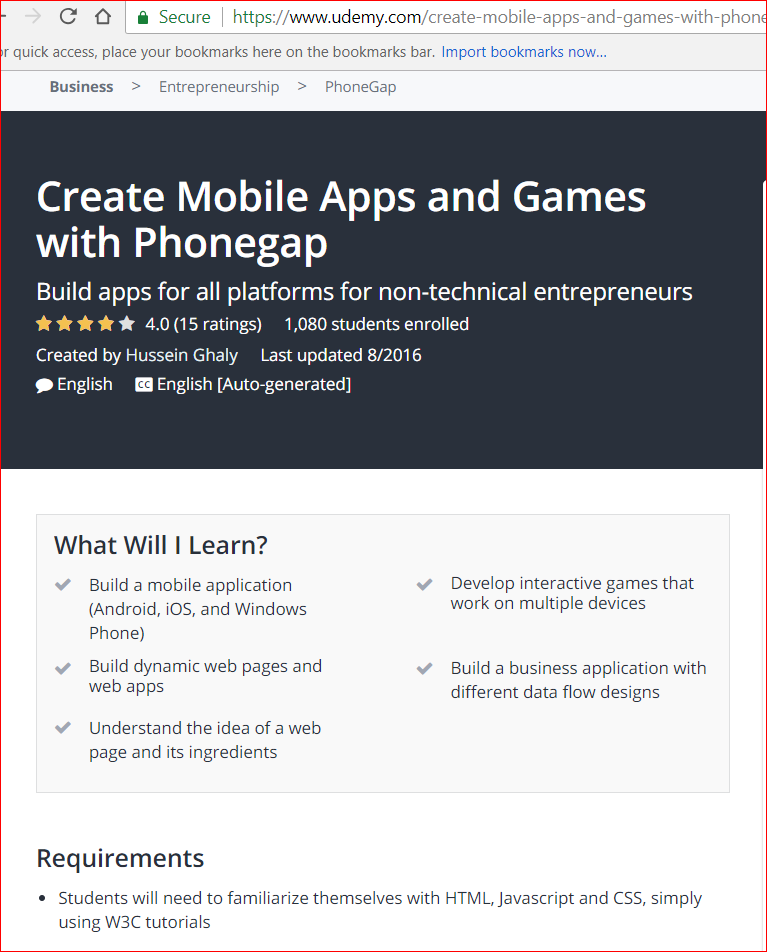 Secure https://www.udemy.com/create-mobile-apps-and-games-with-phone
or quick access, place your bookmarks here on the bookmarks bar. Import bookmarks now...
Business > Entrepreneurship > PhoneGap
Create Mobile Apps and Games
with Phonegap
Build apps for all platforms for non-technical entrepreneurs
4.0 (15 ratings) 1,080 students enrolled
Created by Hussein Ghaly Last updated 8/2016
English CC English [Auto-generated]
What Will I Learn?
Build a mobile application
(Android, iOS, and Windows
Phone)
Develop interactive games that
work on multiple devices
Build dynamic web pages and
web apps
Build a business application with
different data flow designs
Understand the idea of a web
page and its ingredients
Requirements
• Students will need to familiarize themselves with HTML, Javascript and CSS, simply
using W3C tutorials